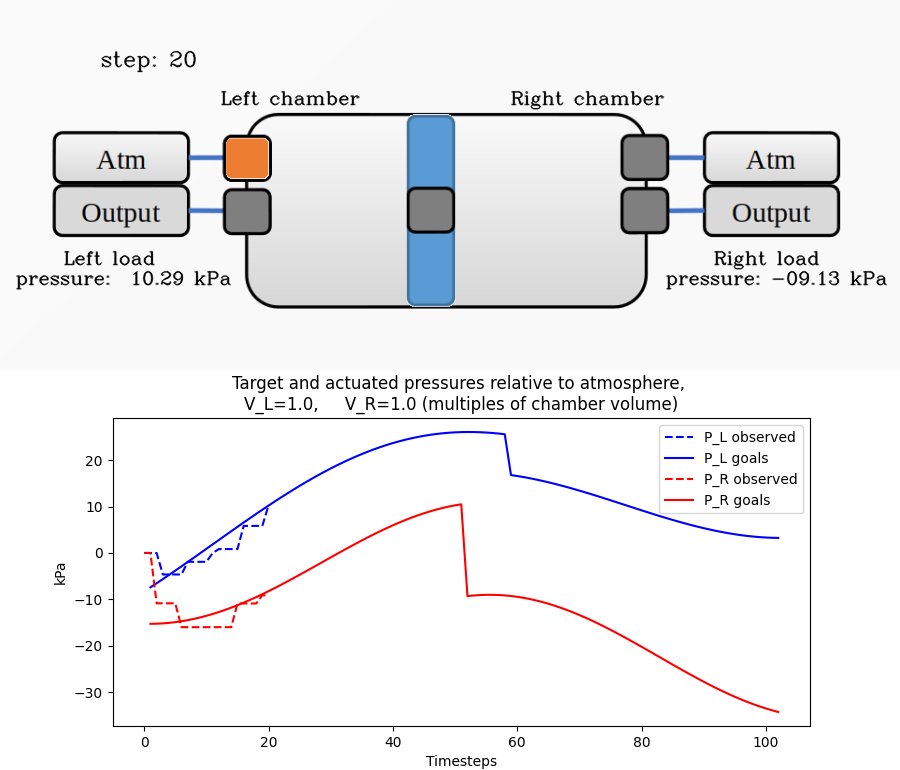 step: 20
Left chamber
Right chamber
Atm
Atm
Output
Output
Left load
pressure: 10.29 kPa
Right load
pressure: −09.13 kPa
Target and actuated pressures relative to atmosphere,
V_L=1.0, V_R=1.0 (multiples of chamber volume)
P_L observed
P_L goals
P_R observed
P_R goals
kPa
20
10
0
−10
−20
−30
0
20
40
60
80
100
Timesteps